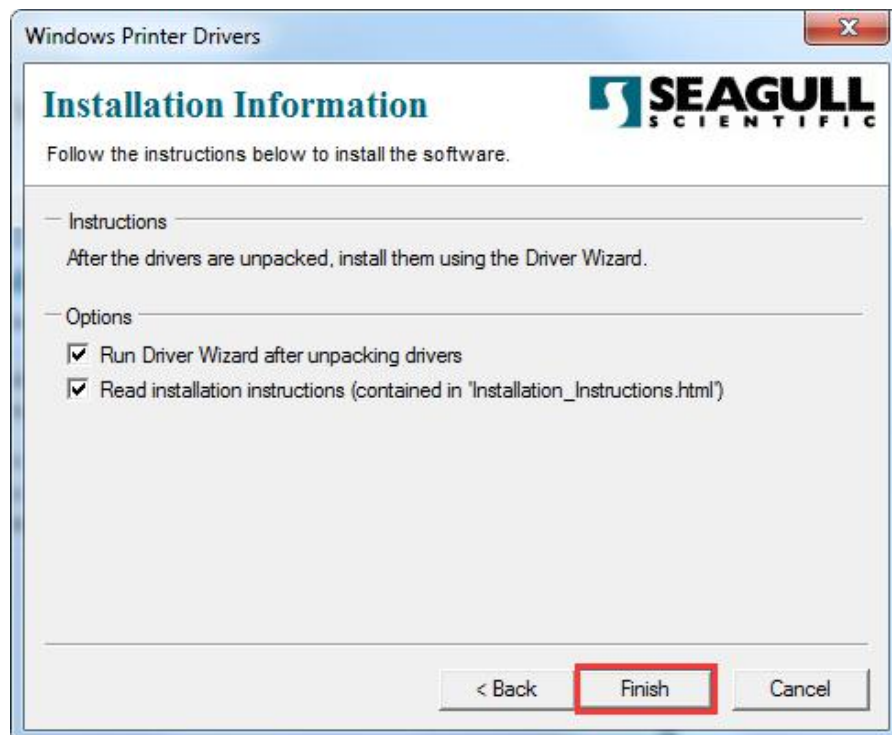 Windows Printer Drivers
Installation Information
SEAGULL
SCIENTIFIC
Follow the instructions below to install the software.
Instructions
After the drivers are unpacked, install them using the Driver Wizard.
Options
Run Driver Wizard after unpacking drivers
Read installation instructions (contained in 'Installation_Instructions.html')
< Back Finish Cancel